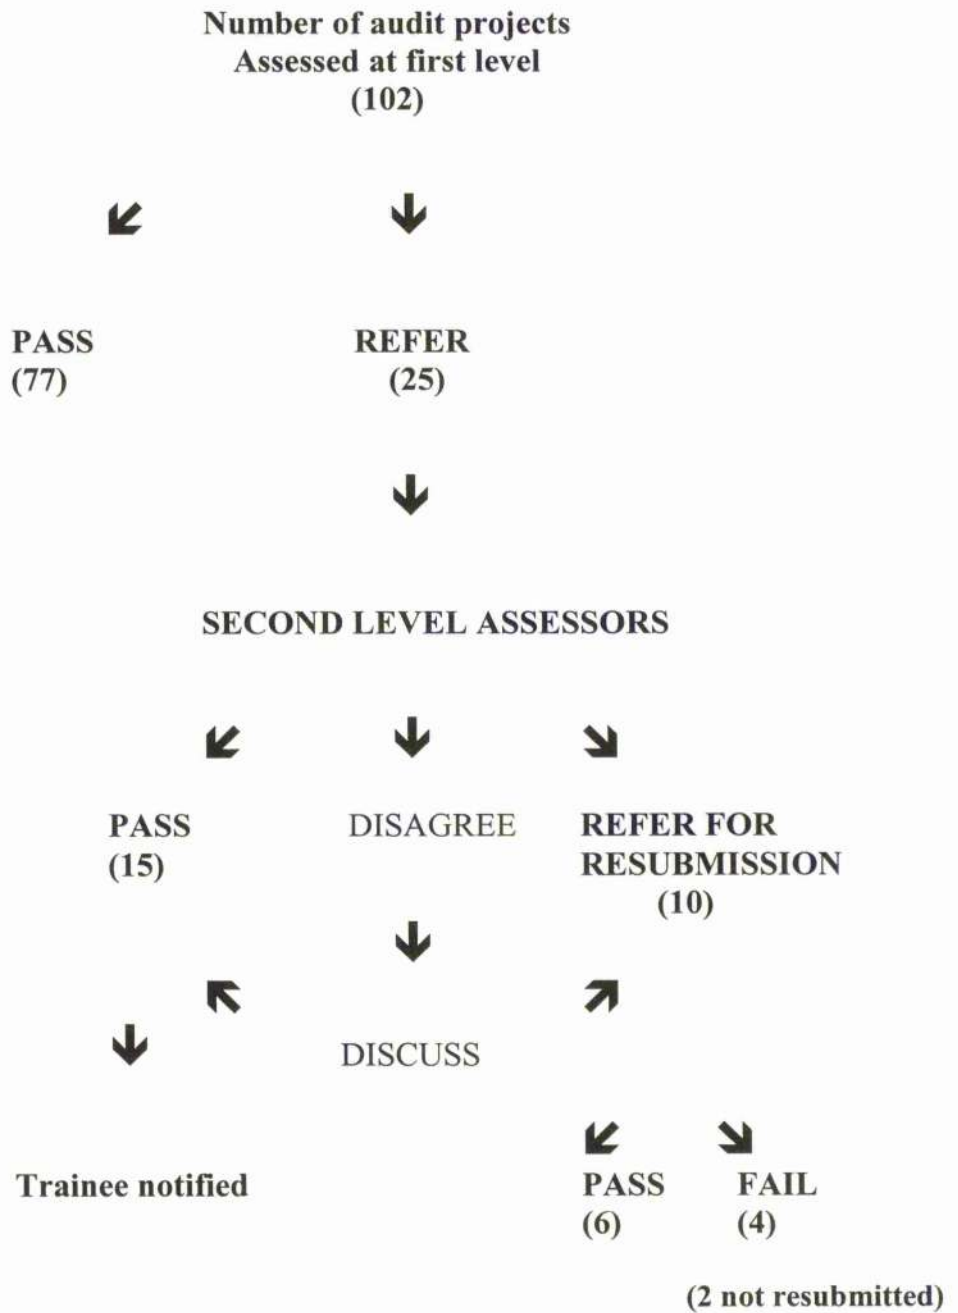 Number of audit projects
Assessed at first level
(102)
PASS
(77)
REFER
(25)
SECOND LEVEL ASSESSORS
PASS
(15)
DISAGREE
REFER FOR
RESUBMISSION
(10)
DISCUSS
Trainee notified
PASS
(6)
FAIL
(4)
(2 not resubmitted)